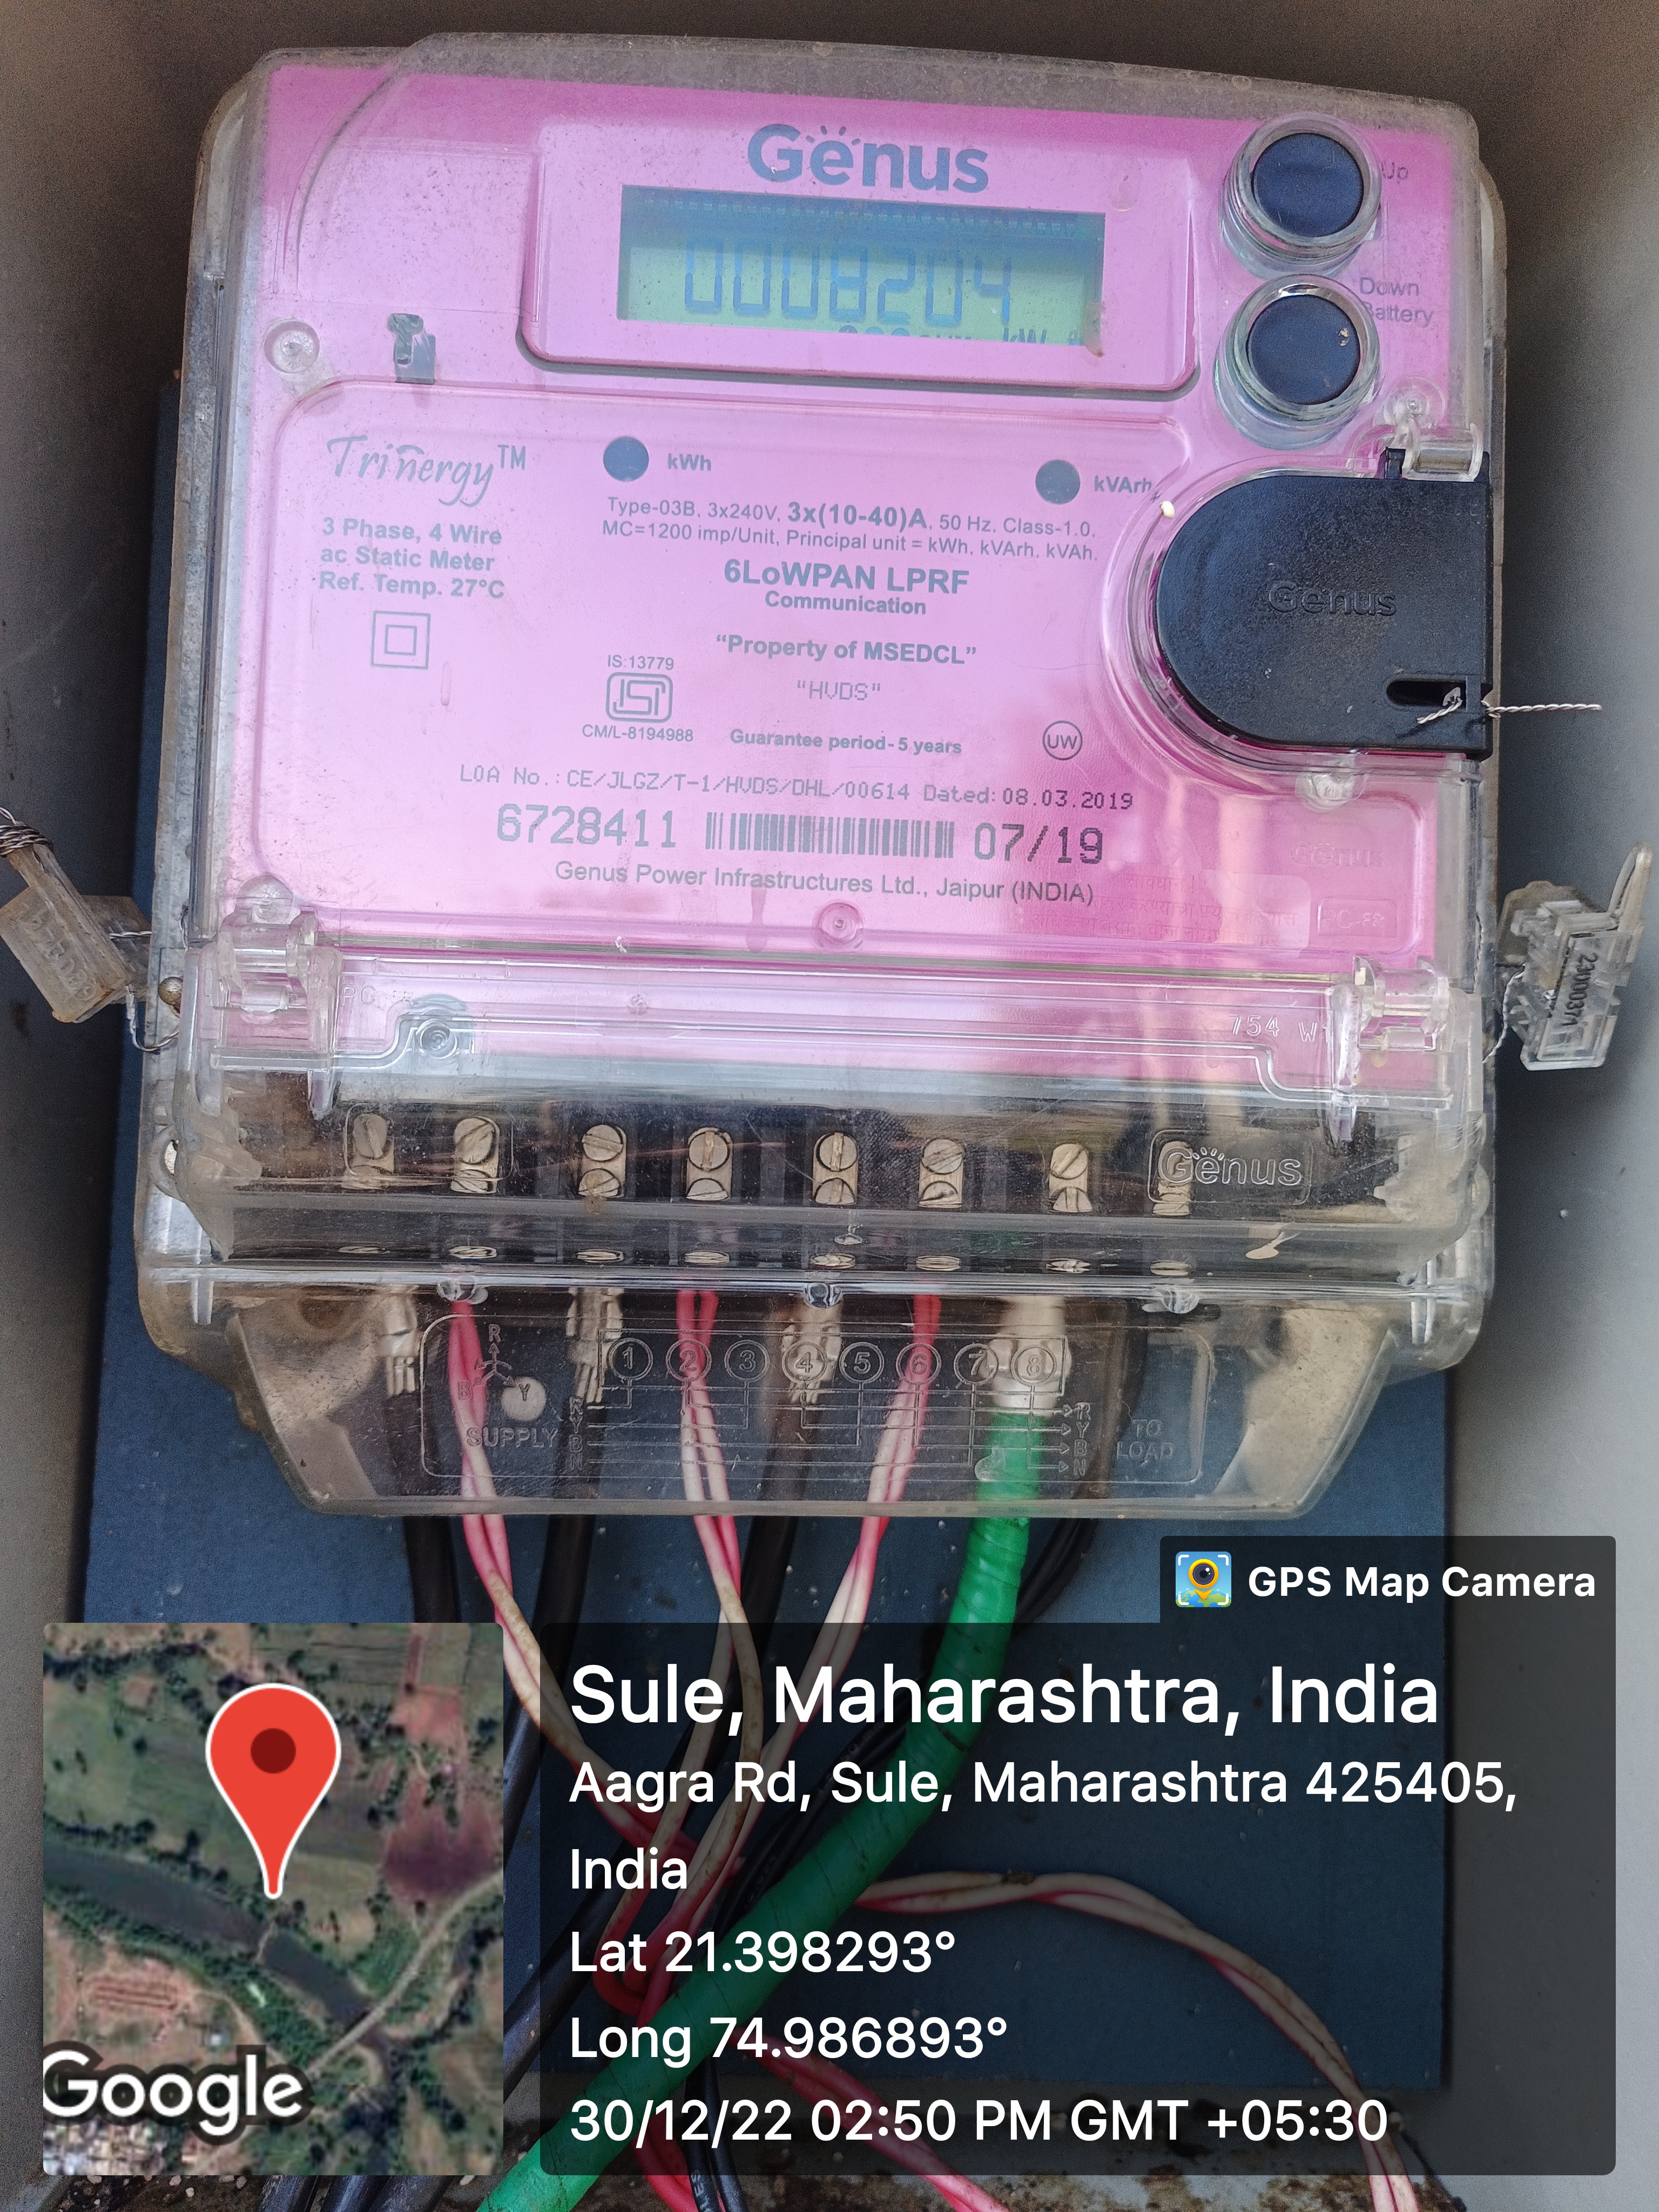 Genus
Up
0008204
kW
Down
Battery
Trinergy™
kWh
kVArh
3 Phase, 4 Wire
ac Static Meter
Ref. Temp. 27°C
Type-03B, 3x240V, 3x(10-40)A, 50 Hz, Class-1.0,
MC=1200 imp/Unit, Principal unit = kWh, kVArh, kVAh.
6LoWPAN LPRF
Communication
Genus
"Property of MSEDCL"
"HVDS"
IS:13779
ISI
CM/L-8194988
Guarantee period - 5 years
UW
LOA No.: CE/JLGZ/T-1/HVDS/DHL/00614 Dated: 08.03.2019
6728411 07/19
Genus Power Infrastructures Ltd., Jaipur (INDIA)
Genus
754
Genus
R
B Y
1 2 3 4 5 6 7 8
SUPPLY
R
Y
B
N
R
Y
B
N
TO
LOAD
GPS Map Camera
Sule, Maharashtra, India
Aagra Rd, Sule, Maharashtra 425405,
India
Lat 21.398293°
Long 74.986893°
30/12/22 02:50 PM GMT +05:30
Google